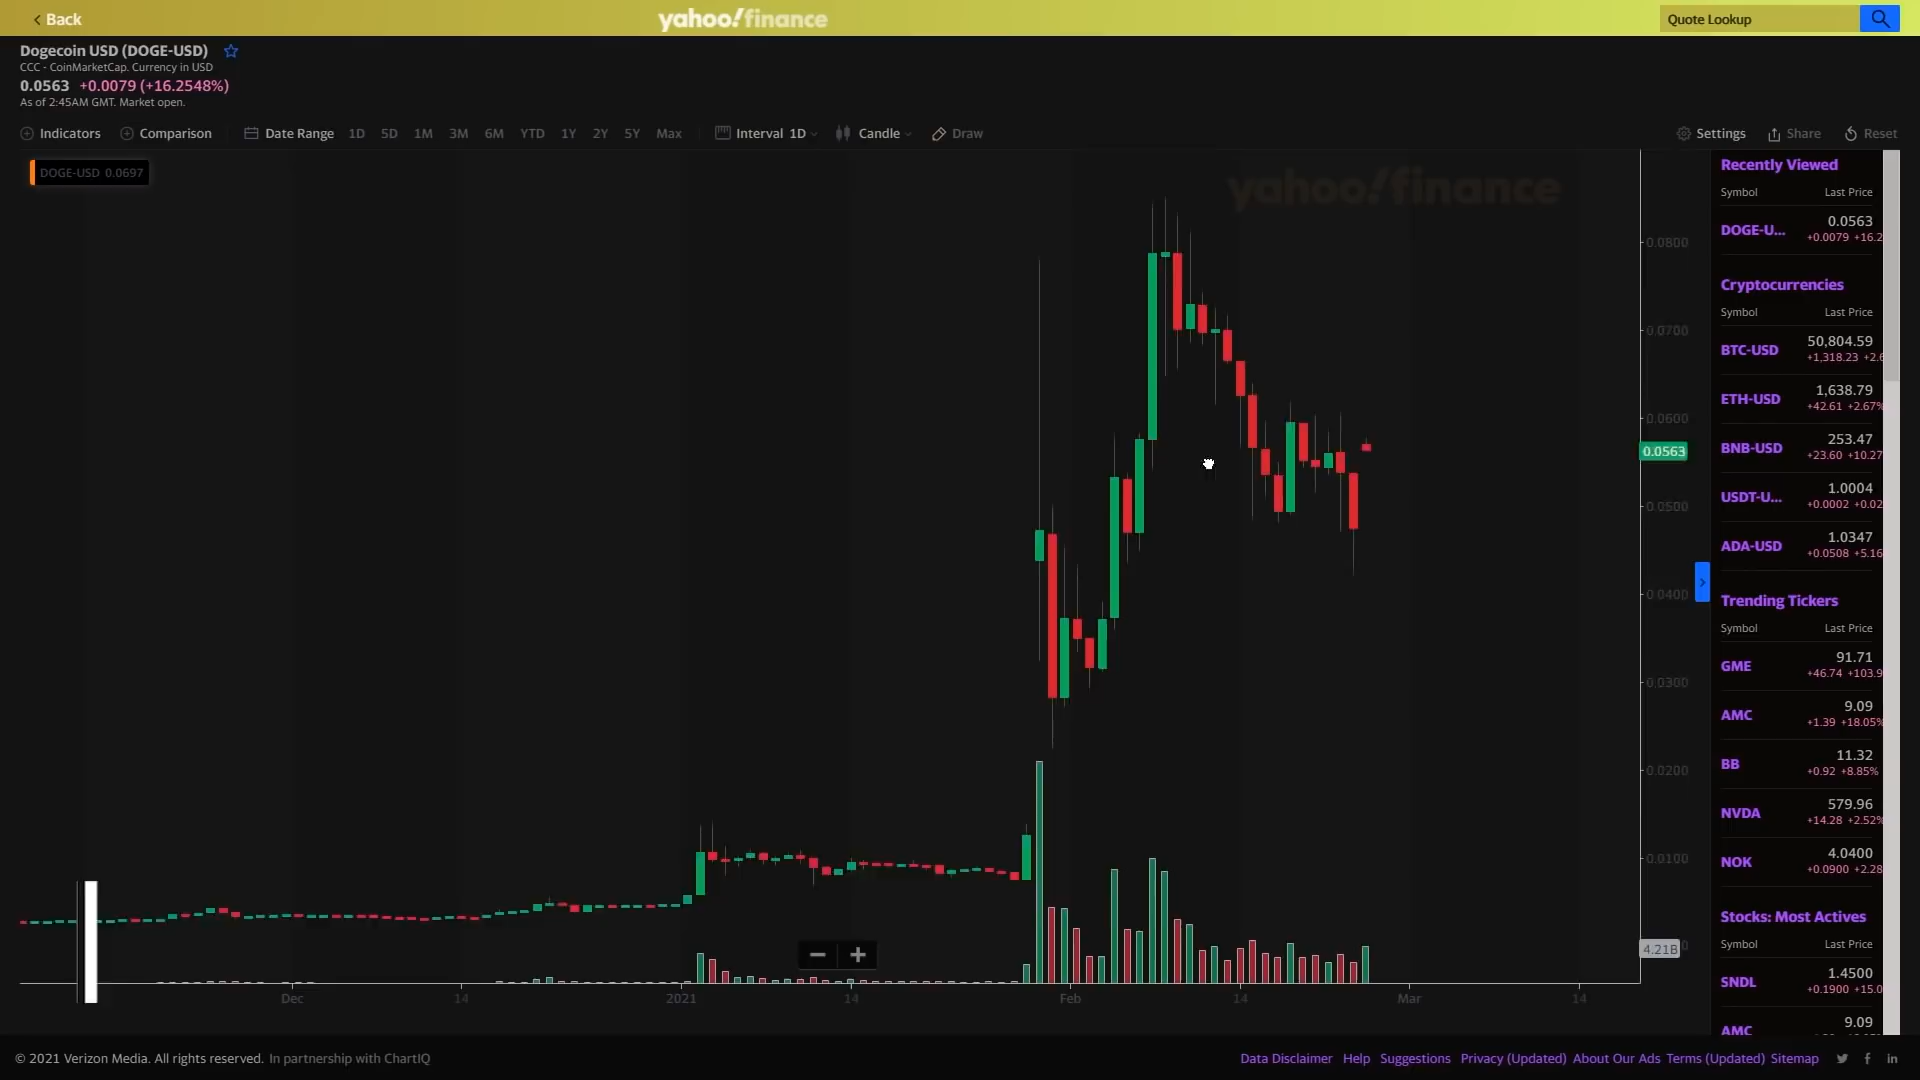 Back
yahoo!finance
Quote Lookup
Dogecoin USD (DOGE-USD)
CCC - CoinMarketCap. Currency in USD
0.0563 +0.0079 (+16.2548%)
As of 2:45AM GMT. Market open.
Indicators Comparison Date Range 1D 5D 1M 3M 6M YTD 1Y 2Y 5Y Max Interval 1D Candle Draw Settings Share Reset
DOGE-USD 0.0697
yahoo!finance
0.0800
0.0700
0.0600
0.0563
0.0500
0.0400
0.0300
0.0200
0.0100
4.21B
Dec 14 2021 14 Feb 14 Mar 14
Recently Viewed
Symbol Last Price
DOGE-U... 0.0563
+0.0079 +16.2
Cryptocurrencies
Symbol Last Price
BTC-USD 50,804.59
+1,318.23 +2.6
ETH-USD 1,638.79
+42.61 +2.67%
BNB-USD 253.47
+23.60 +10.27
USDT-U... 1.0004
+0.0002 +0.02
ADA-USD 1.0347
+0.0508 +5.16
Trending Tickers
Symbol Last Price
GME 91.71
+46.74 +103.9
AMC 9.09
+1.39 +18.05%
BB 11.32
+0.92 +8.85%
NVDA 579.96
+14.28 +2.52%
NOK 4.0400
+0.0900 +2.28
Stocks: Most Actives
Symbol Last Price
SNDL 1.4500
+0.1900 +15.0
AMC 9.09
© 2021 Verizon Media. All rights reserved. In partnership with ChartIQ
Data Disclaimer Help Suggestions Privacy (Updated) About Our Ads Terms (Updated) Sitemap